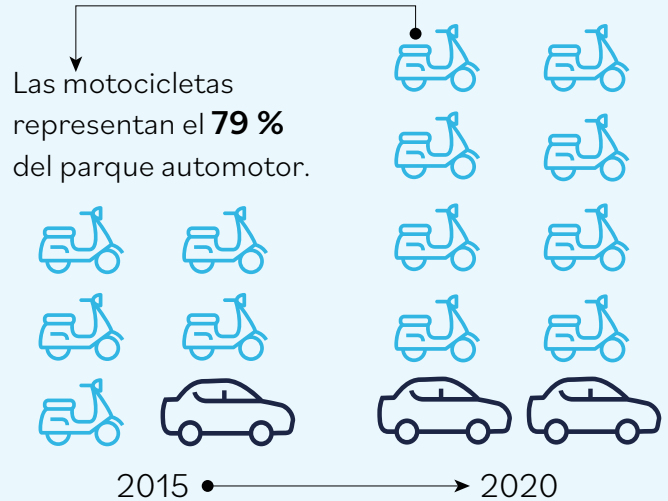 Las motocicletas
representan el 79 %
del parque automotor.
2015
2020